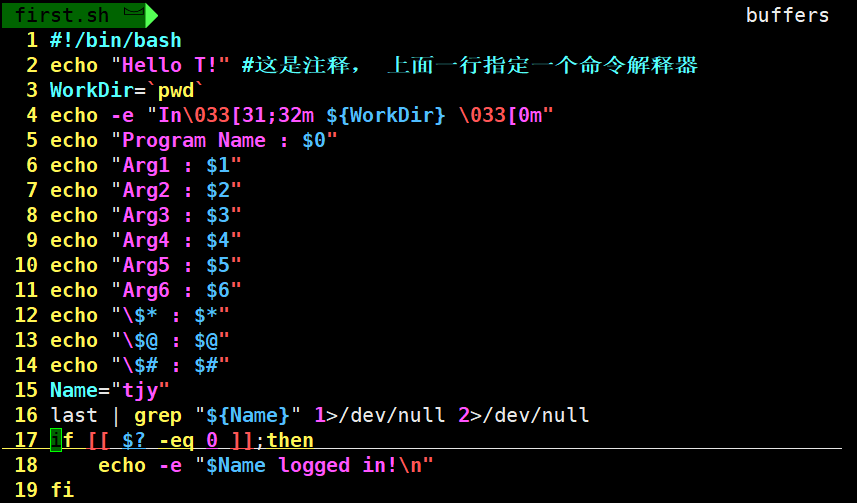 first.sh buffers
1 #!/bin/bash
2 echo "Hello T!" #这是注释， 上面一行指定一个命令解释器
3 WorkDir=`pwd`
4 echo -e "In\033[31;32m ${WorkDir} \033[0m"
5 echo "Program Name : $0"
6 echo "Arg1 : $1"
7 echo "Arg2 : $2"
8 echo "Arg3 : $3"
9 echo "Arg4 : $4"
10 echo "Arg5 : $5"
11 echo "Arg6 : $6"
12 echo "\$* : $*"
13 echo "\$@ : $@"
14 echo "\$# : $#"
15 Name="tjy"
16 last | grep "${Name}" 1>/dev/null 2>/dev/null
17 if [[ $? -eq 0 ]];then
18     echo -e "$Name logged in!\n"
19 fi